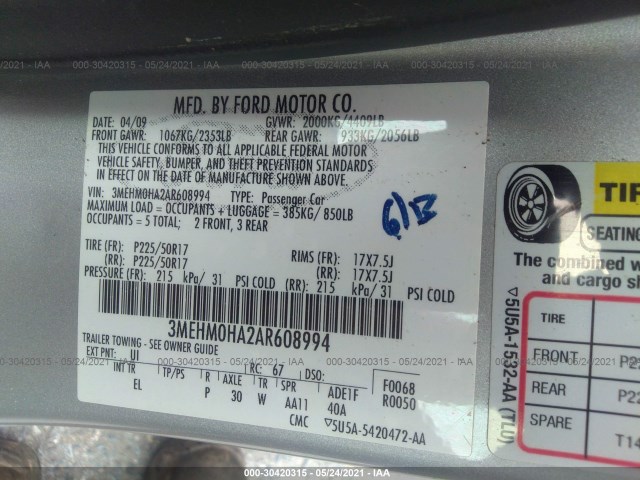 000-30420315 - 05/24/2021 - IAA
MFD. BY FORD MOTOR CO.
04/09 GVWR: 2000KG/4409LB
FRONT GAWR: 1067KG/2353LB REAR GAWR: 933KG/2056LB
THIS VEHICLE CONFORMS TO ALL APPLICABLE FEDERAL MOTOR
VEHICLE SAFETY, BUMPER, AND THEFT PREVENTION STANDARDS
IN EFFECT ON THE DATE OF MANUFACTURE SHOWN ABOVE.
VIN: 3MEHM0HA2AR608994 TYPE: Passenger Car
MAXIMUM LOAD = OCCUPANTS + LUGGAGE = 385KG/ 850LB
OCCUPANTS = 5 TOTAL; 2 FRONT, 3 REAR
TIRE (FR): P225/50R17 RIMS (FR): 17X7.5J
(RR): P225/50R17 (RR): 17X7.5J
PRESSURE (FR): 215 kPa/ 31 PSI COLD (RR): 215 kPa/ 31 PSI COLD
3MEHM0HA2AR608994
TRAILER TOWING - SEE OWNER GUIDE
EXT PNT: UI RC: 67 DSO:
INT TR TP/PS R AXLE TR SPR ADE1F F0068
EL P 30 W AA11 40A R0050
CMC ▽5U5A-5420472-AA
TIR
SEATING
The combined w
and cargo sh
TIRE
FRONT P22
REAR P22
SPARE T14
▽5U5A-1532-AA (7LU)
000-30420315 - 05/24/2021 - IAA